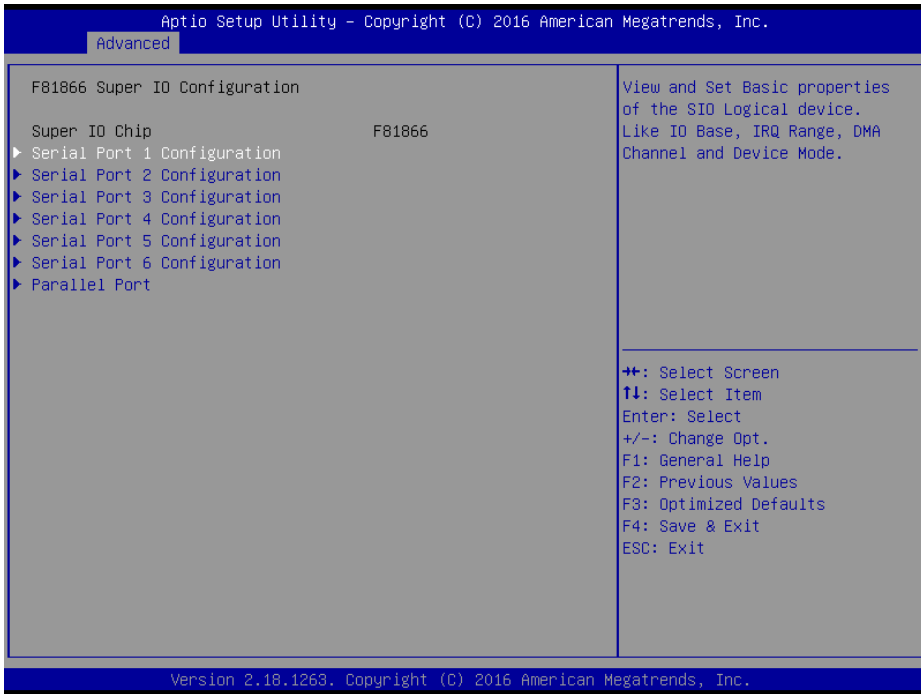 Aptio Setup Utility – Copyright (C) 2016 American Megatrends, Inc.
Advanced
F81866 Super IO Configuration
Super IO Chip F81866
Serial Port 1 Configuration
Serial Port 2 Configuration
Serial Port 3 Configuration
Serial Port 4 Configuration
Serial Port 5 Configuration
Serial Port 6 Configuration
Parallel Port
View and Set Basic properties
of the SIO Logical device.
Like IO Base, IRQ Range, DMA
Channel and Device Mode.
→←: Select Screen
↑↓: Select Item
Enter: Select
+/-: Change Opt.
F1: General Help
F2: Previous Values
F3: Optimized Defaults
F4: Save & Exit
ESC: Exit
Version 2.18.1263. Copyright (C) 2016 American Megatrends, Inc.